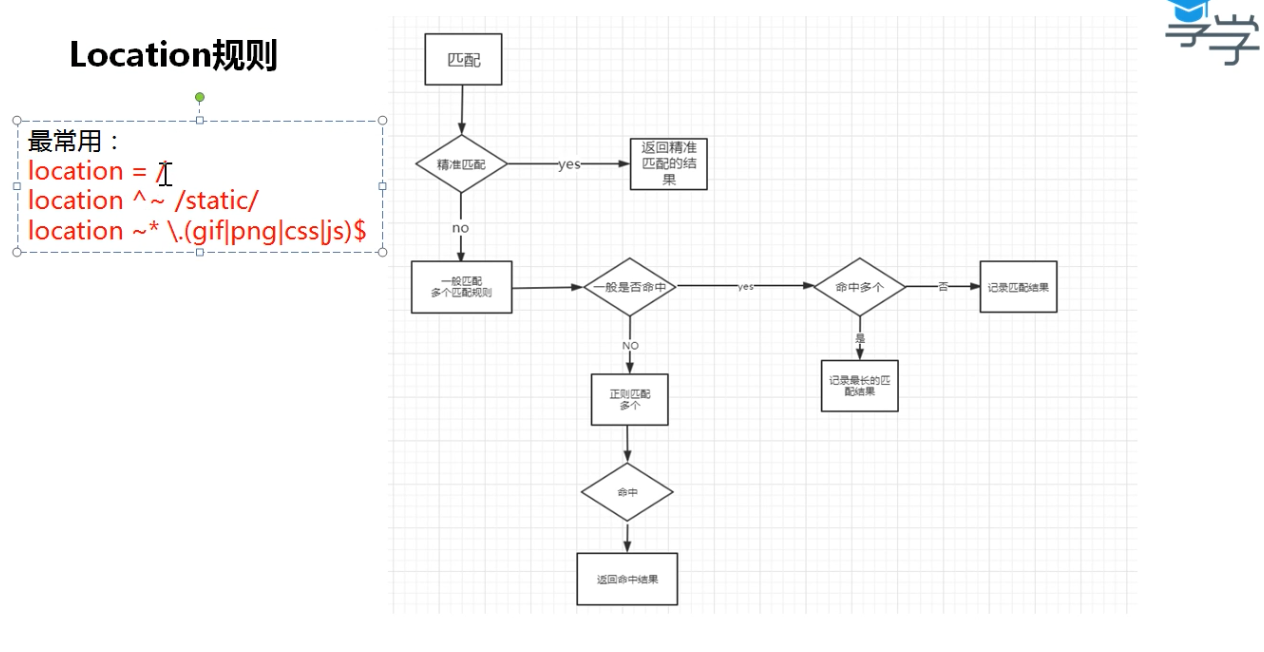 Location规则
最常用：
location = /
location ^~ /static/
location ~* \.(gif|png|css|js)$
匹配
精准匹配
yes
返回精准
匹配的结
果
no
一般匹配
多个匹配规则
一般是否命中
yes
命中多个
否
记录匹配结果
NO
是
正则匹配
多个
记录最长的匹
配结果
命中
返回命中结果
学